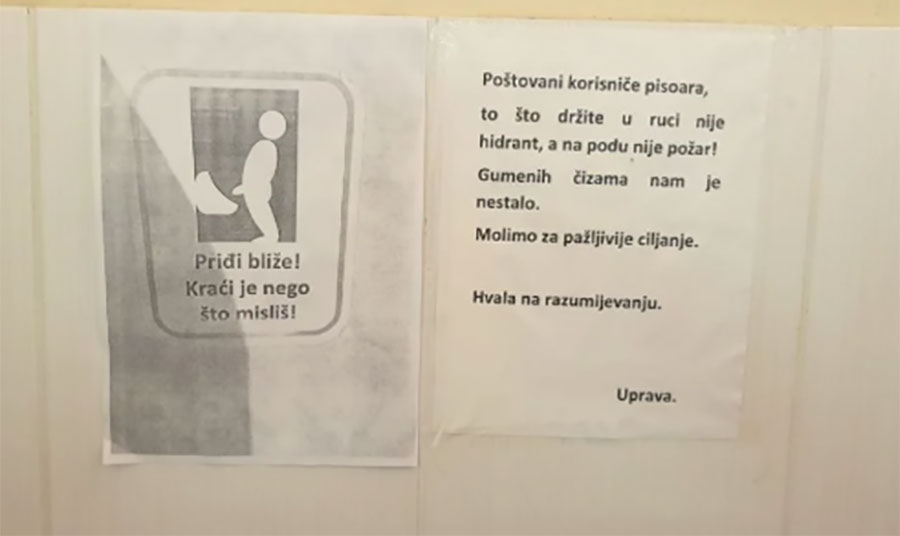 Priđi bliže!
Kraći je nego
što misliš!
Poštovani korisniče pisoara,
to što držite u ruci nije
hidrant, a na podu nije požar!
Gumenih čizama nam je
nestalo.
Molimo za pažljivije ciljanje.
Hvala na razumijevanju.
Uprava.